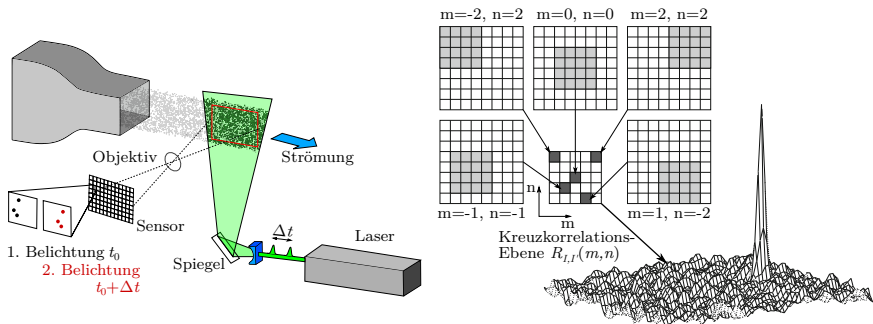 m=-2, n=2
m=0, n=0
m=2, n=2
Objektiv
Strömung
Sensor
m=-1, n=-1
m=1, n=-2
n
m
Δt
Laser
Spiegel
1. Belichtung t₀
2. Belichtung
t₀+Δt
Kreuzkorrelations-
Ebene R_{I,I'}(m,n)